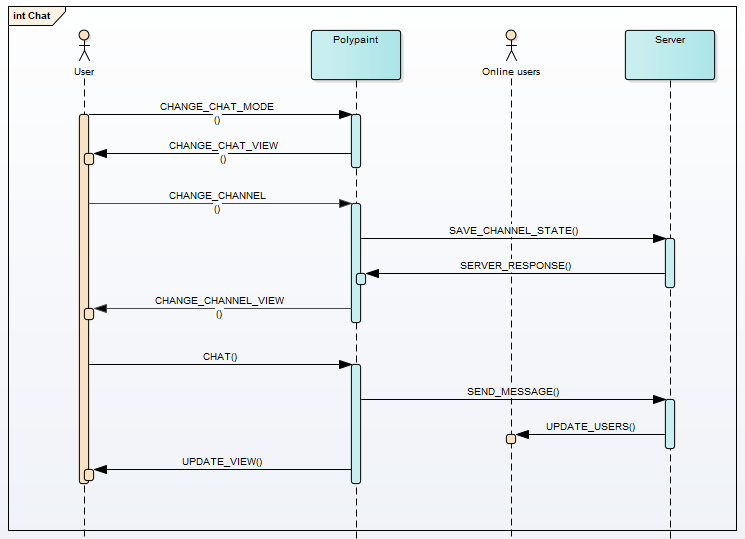 int Chat
User
Polypaint
Online users
Server
CHANGE_CHAT_MODE
()
CHANGE_CHAT_VIEW
()
CHANGE_CHANNEL
()
SAVE_CHANNEL_STATE()
SERVER_RESPONSE()
CHANGE_CHANNEL_VIEW
()
CHAT()
SEND_MESSAGE()
UPDATE_USERS()
UPDATE_VIEW()